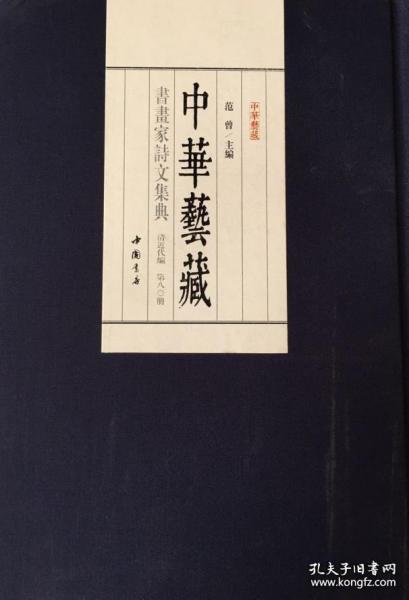 中華藝藏
范曾/主編
中華藝藏
書畫家詩文集典
清近代編 第八〇冊
中國書店
孔夫子旧书网
www.kongfz.com